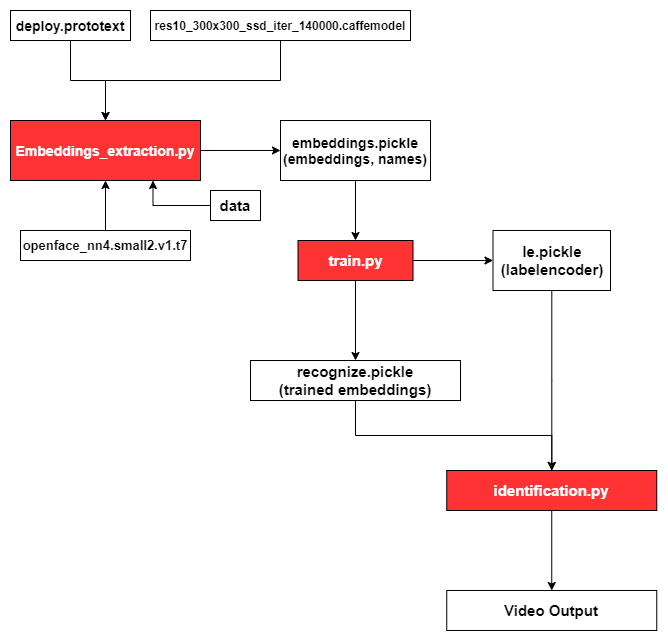 deploy.prototext
res10_300x300_ssd_iter_140000.caffemodel
Embeddings_extraction.py
embeddings.pickle
(embeddings, names)
data
openface_nn4.small2.v1.t7
train.py
le.pickle
(labelencoder)
recognize.pickle
(trained embeddings)
identification.py
Video Output